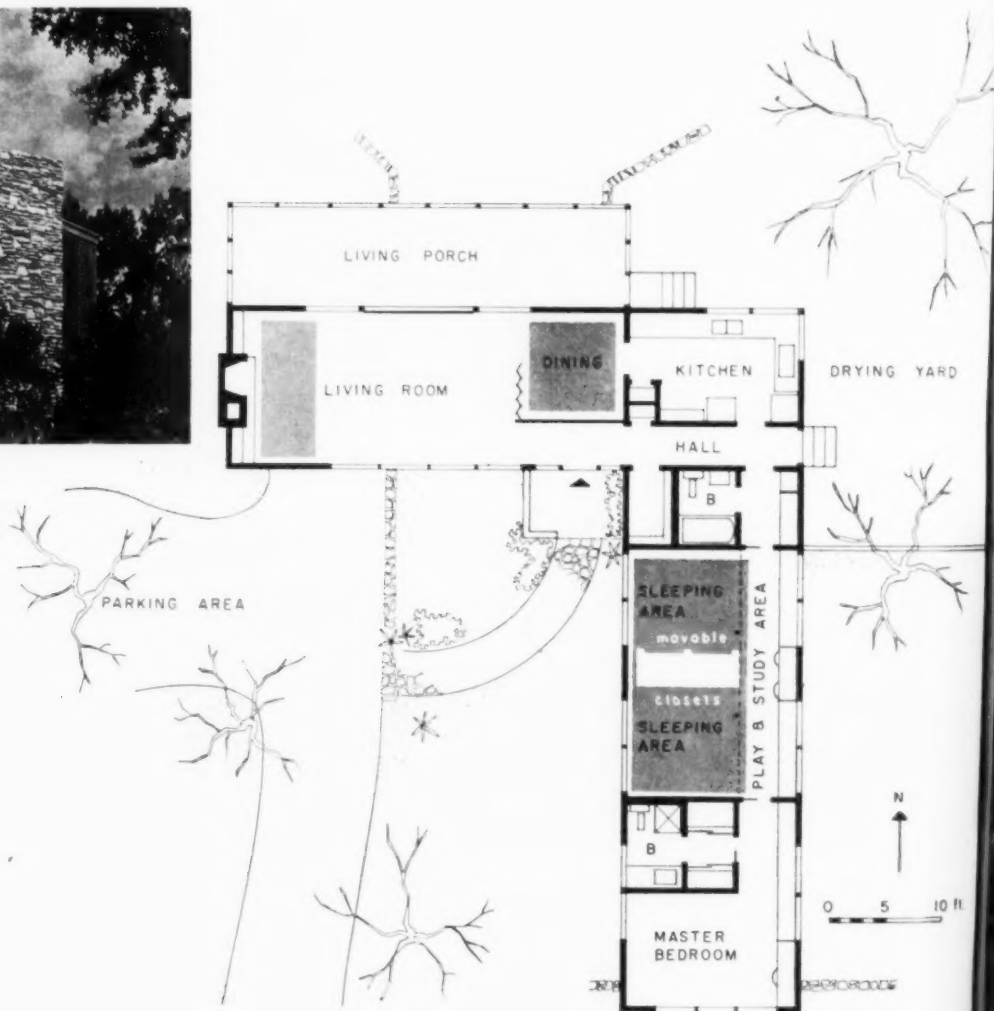 LIVING PORCH
DINING
LIVING ROOM
KITCHEN
DRYING YARD
HALL
B
PARKING AREA
SLEEPING
AREA
movable
closets
SLEEPING
AREA
PLAY & STUDY AREA
B
N
0 5 10 ft.
MASTER
BEDROOM